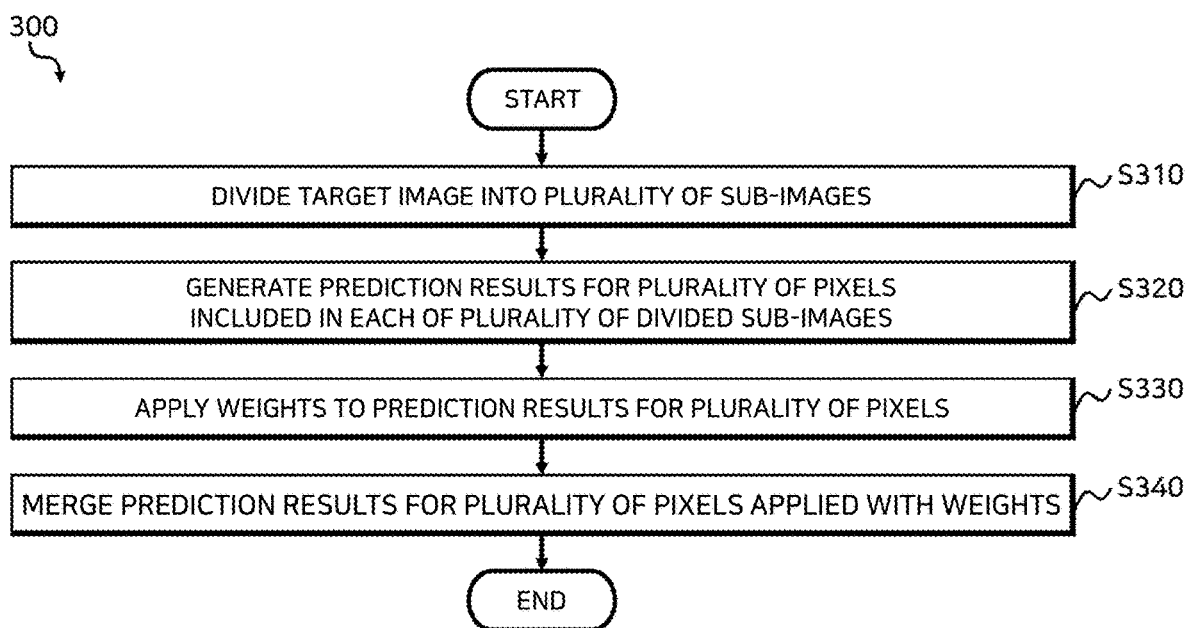 300
START
DIVIDE TARGET IMAGE INTO PLURALITY OF SUB-IMAGES
S310
GENERATE PREDICTION RESULTS FOR PLURALITY OF PIXELS
INCLUDED IN EACH OF PLURALITY OF DIVIDED SUB-IMAGES
S320
APPLY WEIGHTS TO PREDICTION RESULTS FOR PLURALITY OF PIXELS
S330
MERGE PREDICTION RESULTS FOR PLURALITY OF PIXELS APPLIED WITH WEIGHTS
S340
END